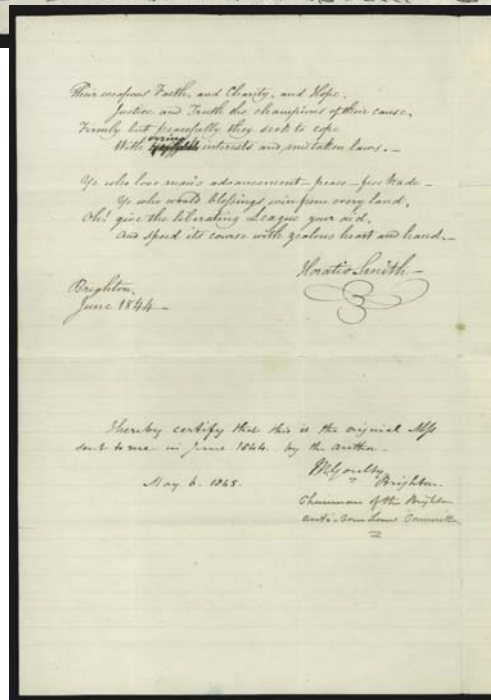 Their weapons Faith, and Charity, and Hope.
Justice and Truth the champions of their cause,
Firmly but peacefully they seek to cope
With erring interests and mistaken laws. —
Ye who love man's advancement — peace — free trade —
Ye who would blessings win from every land,
Oh! give the liberating League your aid,
And speed its course with zealous heart and hand. —
Horatio Smith —
Brighton,
June 1844 —
I hereby certify that this is the original MSS
sent to me in June 1844. by the author —
May 6. 1845.
Brighton.
Chairman of the Brighton
Anti-Corn Law Committee